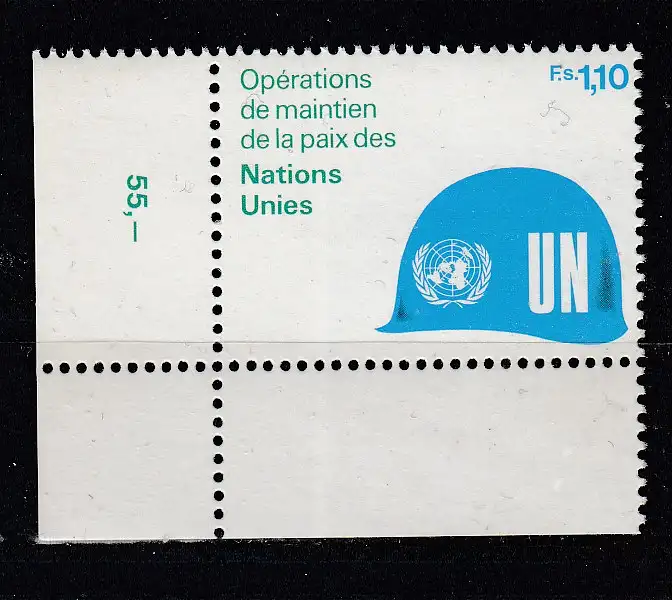 Opérations
de maintien
de la paix des
Nations
Unies
F.s.1,10
UN
55,—